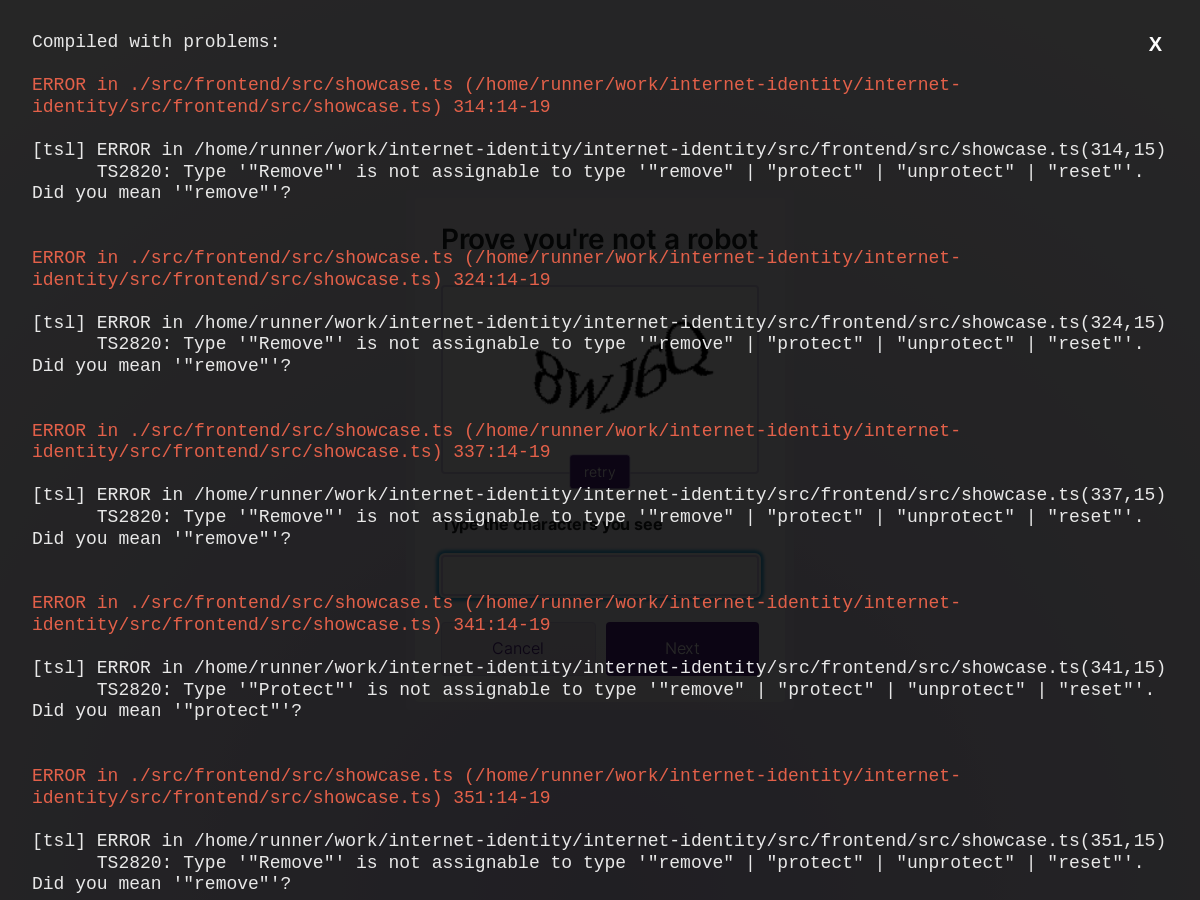 Compiled with problems:
X
ERROR in ./src/frontend/src/showcase.ts (/home/runner/work/internet-identity/internet-
identity/src/frontend/src/showcase.ts) 314:14-19
[tsl] ERROR in /home/runner/work/internet-identity/internet-identity/src/frontend/src/showcase.ts(314,15)
TS2820: Type '"Remove"' is not assignable to type '"remove" | "protect" | "unprotect" | "reset"'.
Did you mean '"remove"'?
Prove you're not a robot
ERROR in ./src/frontend/src/showcase.ts (/home/runner/work/internet-identity/internet-
identity/src/frontend/src/showcase.ts) 324:14-19
[tsl] ERROR in /home/runner/work/internet-identity/internet-identity/src/frontend/src/showcase.ts(324,15)
TS2820: Type '"Remove"' is not assignable to type '"remove" | "protect" | "unprotect" | "reset"'.
Did you mean '"remove"'?
8wJ6Q
ERROR in ./src/frontend/src/showcase.ts (/home/runner/work/internet-identity/internet-
identity/src/frontend/src/showcase.ts) 337:14-19
retry
[tsl] ERROR in /home/runner/work/internet-identity/internet-identity/src/frontend/src/showcase.ts(337,15)
TS2820: Type '"Remove"' is not assignable to type '"remove" | "protect" | "unprotect" | "reset"'.
Type the characters you see
Did you mean '"remove"'?
ERROR in ./src/frontend/src/showcase.ts (/home/runner/work/internet-identity/internet-
identity/src/frontend/src/showcase.ts) 341:14-19
Cancel
Next
[tsl] ERROR in /home/runner/work/internet-identity/internet-identity/src/frontend/src/showcase.ts(341,15)
TS2820: Type '"Protect"' is not assignable to type '"remove" | "protect" | "unprotect" | "reset"'.
Did you mean '"protect"'?
ERROR in ./src/frontend/src/showcase.ts (/home/runner/work/internet-identity/internet-
identity/src/frontend/src/showcase.ts) 351:14-19
[tsl] ERROR in /home/runner/work/internet-identity/internet-identity/src/frontend/src/showcase.ts(351,15)
TS2820: Type '"Remove"' is not assignable to type '"remove" | "protect" | "unprotect" | "reset"'.
Did you mean '"remove"'?